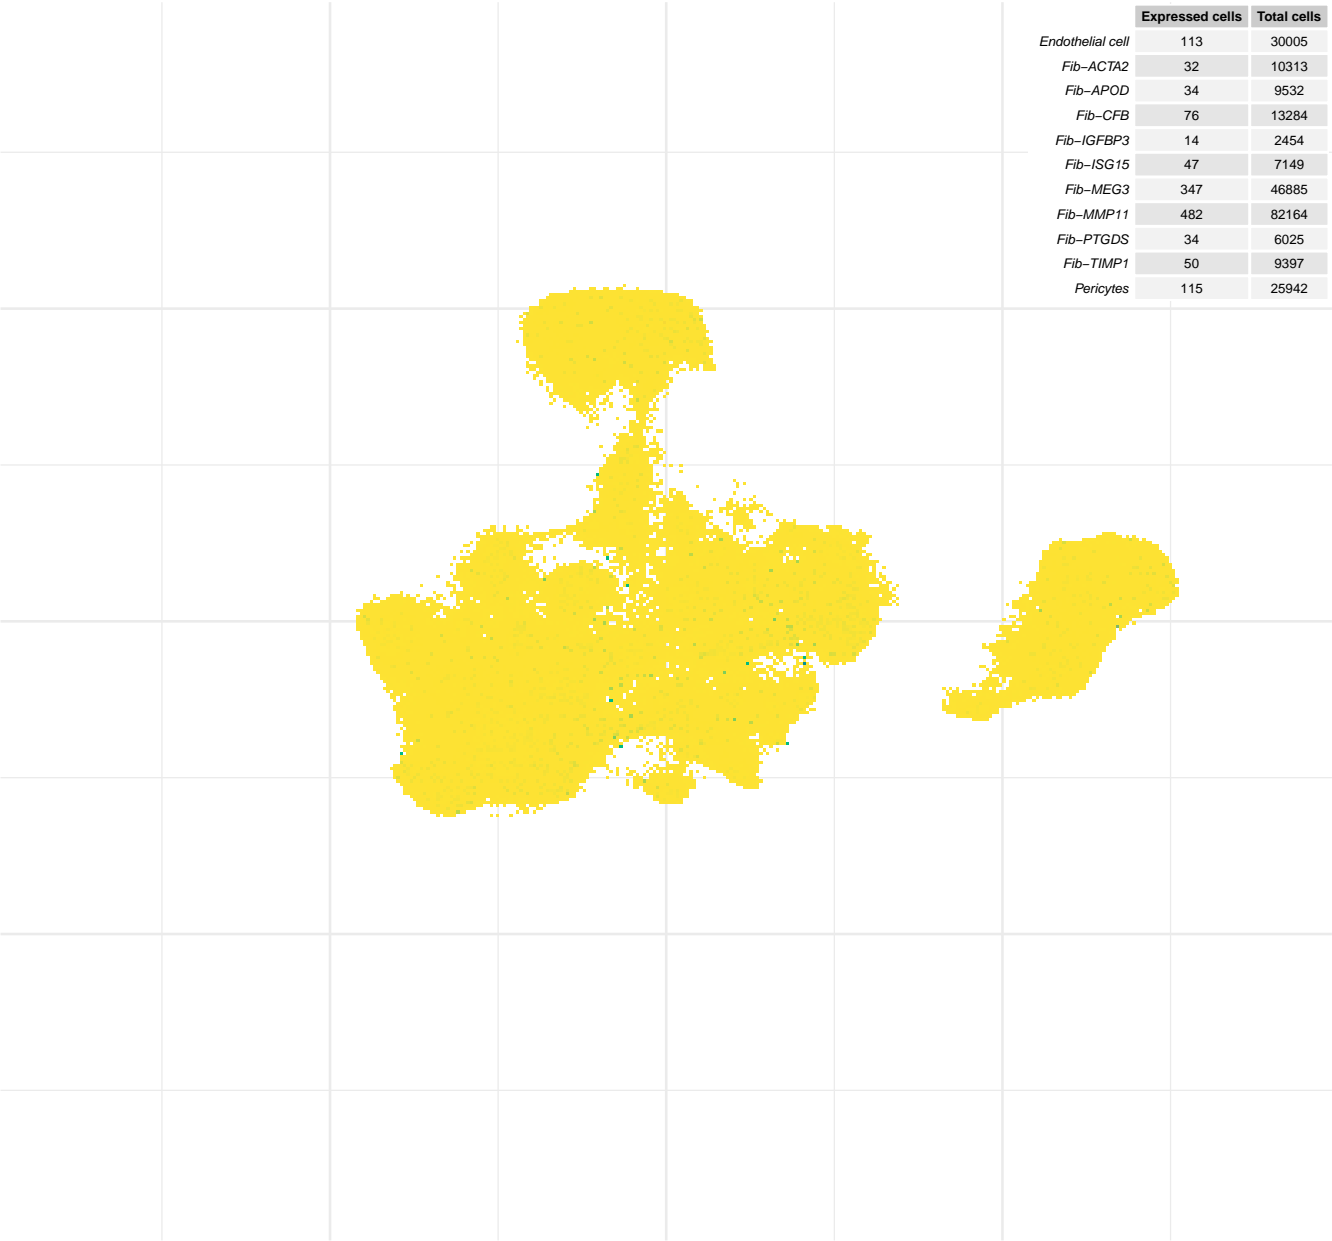 Expressed cells Total cells
Endothelial cell 113 30005
Fib−ACTA2 32 10313
Fib−APOD 34 9532
Fib−CFB 76 13284
Fib−IGFBP3 14 2454
Fib−ISG15 47 7149
Fib−MEG3 347 46885
Fib−MMP11 482 82164
Fib−PTGDS 34 6025
Fib−TIMP1 50 9397
Pericytes 115 25942